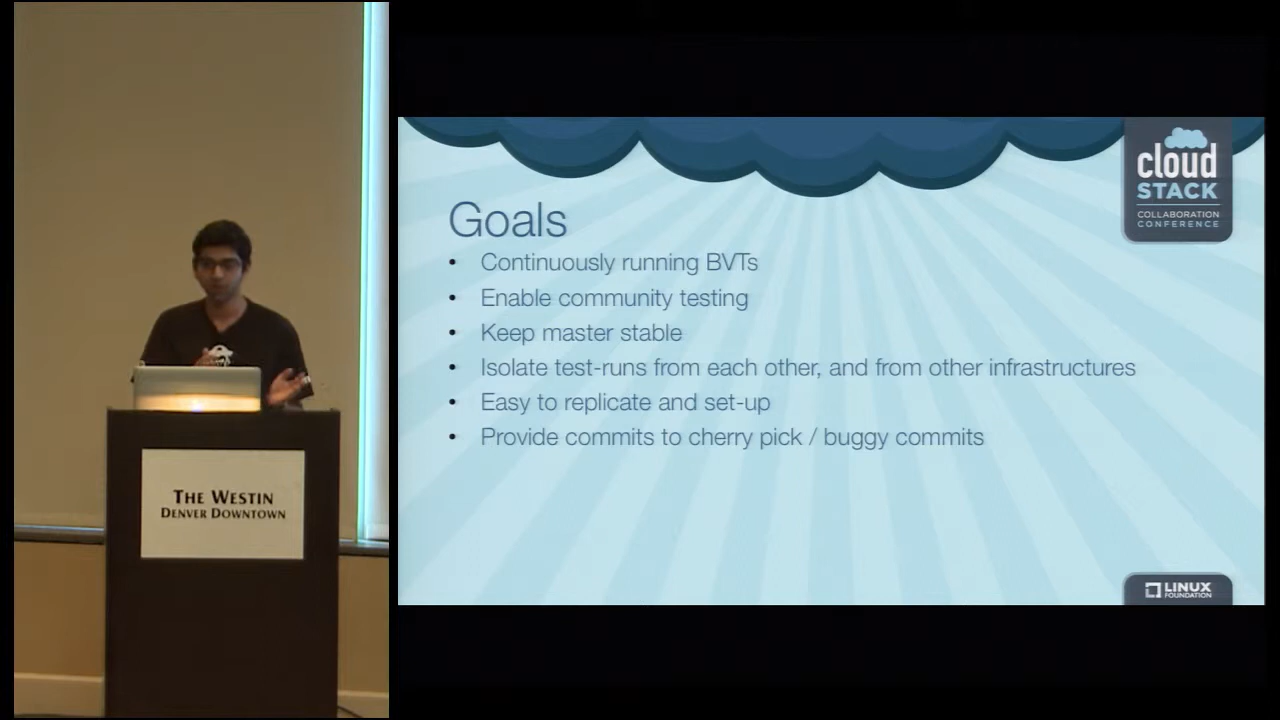 THE WESTIN
DENVER DOWNTOWN
Goals
• Continuously running BVTs
• Enable community testing
• Keep master stable
• Isolate test-runs from each other, and from other infrastructures
• Easy to replicate and set-up
• Provide commits to cherry pick / buggy commits
cloud
STACK
COLLABORATION
CONFERENCE
LINUX
FOUNDATION